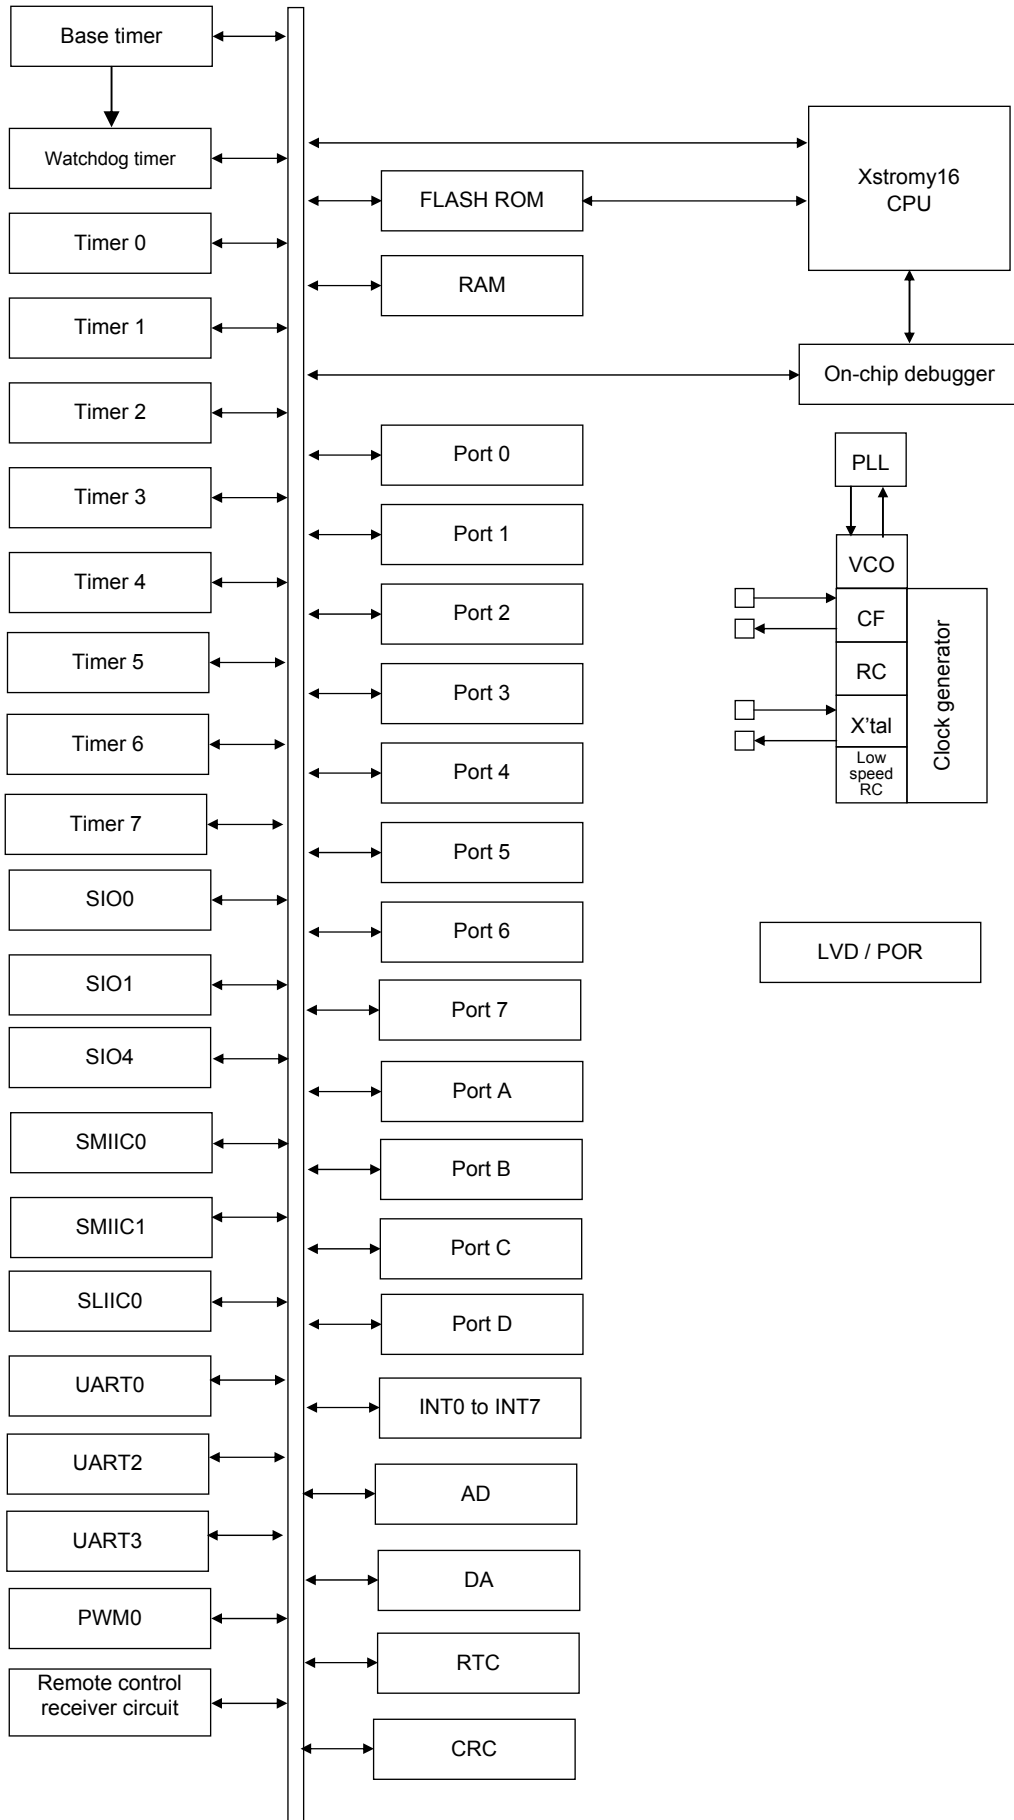 Base timer
Watchdog timer
Timer 0
Timer 1
Timer 2
Timer 3
Timer 4
Timer 5
Timer 6
Timer 7
SIO0
SIO1
SIO4
SMIIC0
SMIIC1
SLIIC0
UART0
UART2
UART3
PWM0
Remote control
receiver circuit
FLASH ROM
RAM
Port 0
Port 1
Port 2
Port 3
Port 4
Port 5
Port 6
Port 7
Port A
Port B
Port C
Port D
INT0 to INT7
AD
DA
RTC
CRC
Xstromy16
CPU
On-chip debugger
PLL
VCO
CF
RC
X'tal
Low
speed
RC
Clock generator
LVD / POR